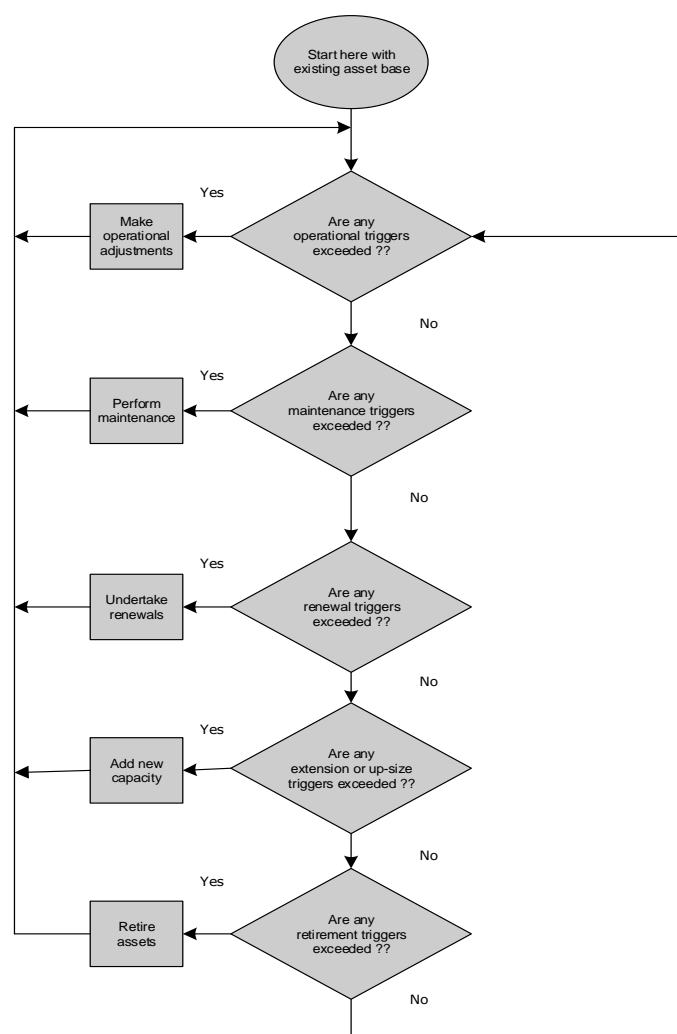 Start here with
existing asset base
Yes
Make
operational
adjustments
Are any
operational triggers
exceeded ??
No
Yes
Perform
maintenance
Are any
maintenance triggers
exceeded ??
No
Yes
Undertake
renewals
Are any
renewal triggers
exceeded ??
No
Yes
Add new
capacity
Are any
extension or up-size
triggers exceeded ??
No
Yes
Retire
assets
Are any
retirement triggers
exceeded ??
No